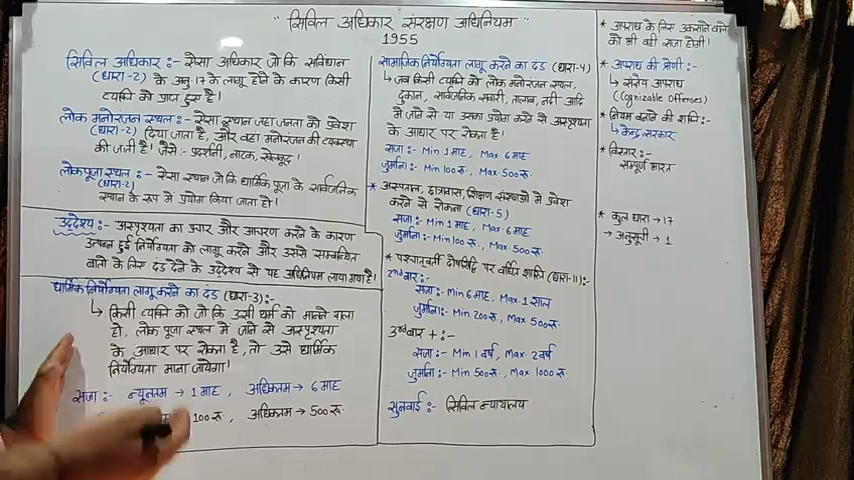 " सिविल अधिकार संरक्षण अधिनियम "
1955
सिविल अधिकार :- ऐसा अधिकार जो कि संविधान
(धारा-2) के अनु. 17 के लागू होने के कारण किसी
व्यक्ति को प्राप्त हुए है।
लोक मनोरंजन स्थल :- ऐसा स्थान जहां जनता को प्रवेश
(धारा-2) दिया जाता है, और वहां मनोरंजन की व्यवस्था
की जाती है। जैसे:- प्रदर्शनी, नाटक, खेलकूद।
लोक पूजा स्थल :- ऐसा स्थान जो कि धार्मिक पूजा के सार्वजनिक
(धारा-2)
स्थान के रूप में प्रयोग किया जाता हो।
उद्देश्य :- अस्पृश्यता का प्रचार और आचरण करने के कारण
उत्पन्न हुई निर्योग्यता को लागू करने और उससे सम्बंधित
बातो के लिए दंड देने के उद्देश्य से यह अधिनियम लाया गया है।
धार्मिक निर्योग्यता लागू करने का दंड (धारा-3):-
↳ किसी व्यक्ति को जो कि उसी धर्म को मानने वाला
हो, लोक पूजा स्थल में जाने से अस्पृश्यता
के आधार पर रोकता है, तो उसे धार्मिक
निर्योग्यता माना जायेगा।
सजा :- न्यूनतम → 1 माह , अधिकतम → 6 माह
100 रू , अधिकतम → 500 रू.
सामाजिक निर्योग्यता लागू करने का दंड (धारा-4)
↳ जब किसी व्यक्ति को लोक मनोरंजन स्थल,
दुकान, सार्वजनिक सवारी, तालाब, नदी आदि
में जाने से या उसका प्रयोग करने से अस्पृश्यता
के आधार पर रोकता है।
सजा :- Min 1 माह, Max 6 माह
जुर्माना :- Min 100 रू., Max 500 रू.
* अस्पताल, छात्रावास, शिक्षण संस्थाओ में प्रवेश
करने से रोकना (धारा-5)
सजा :- Min 1 माह, Max 6 माह
जुर्माना :- Min 100 रू , Max 500 रू.
* पश्चातवर्ती दोषसिद्धि पर वर्धित शास्ति (धारा-11):-
2nd बार :-
सजा :- Min 6 माह, Max 1 साल
जुर्माना :- Min 200 रू., Max 500 रू.
3rd बार + :-
सजा :- Min 1 वर्ष, Max. 2 वर्ष
जुर्माना :- Min 500 रू., Max 1000 रू.
सुनवाई :- सिविल न्यायालय
* अपराध के लिए उकसाने वाले
को भी वही सजा होगी।
* अपराध की श्रेणी :-
↳ संज्ञेय अपराध
(Cognizable Offenses)
* नियम बनाने की शक्ति :-
↳ केन्द्र सरकार
* विस्तार :-
सम्पूर्ण भारत
* कुल धारा → 17
→ अनुसूची → 1